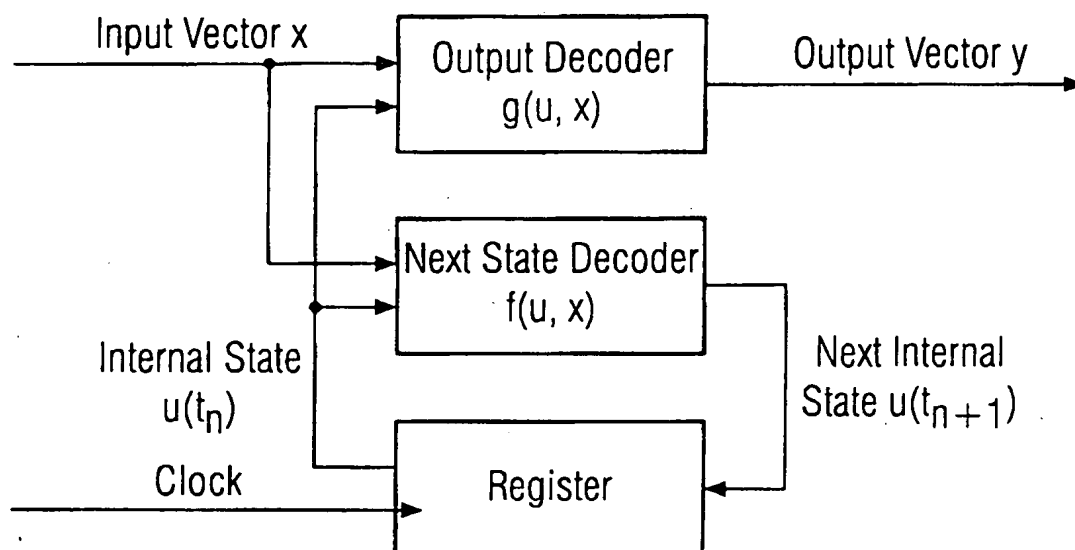 Input Vector x
Output Decoder
g(u, x)
Output Vector y
Next State Decoder
f(u, x)
Internal State
u(tₙ)
Next Internal
State u(tₙ₊₁)
Clock
Register